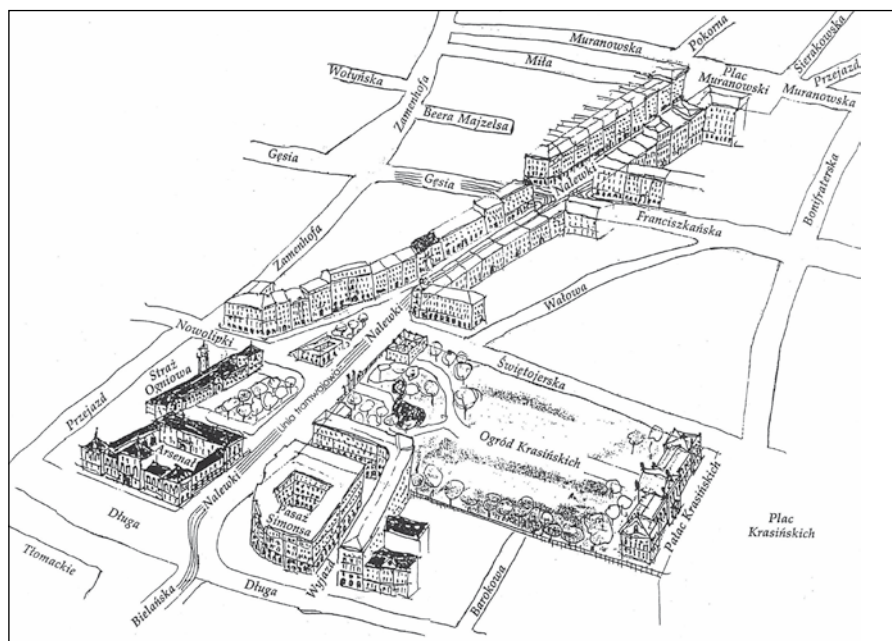 Pokorna
Sierakowska
Muranowska
Miła
Plac
Muranowski
Przejazd
Muranowska
Wołyńska
Zamenhofa
Beera Majzelsa
Gęsia
Gęsia
Nalewki
Bonifraterska
Franciszkańska
Zamenhofa
Wałowa
Nowolipki
Nalewki
Świętojerska
Straż
Ogniowa
Linia tramwajowa
Przejazd
Ogród Krasińskich
Arsenał
Nalewki
Pasaż
Simonsa
Pałac Krasińskich
Plac
Krasińskich
Długa
Tłomackie
Bielańska
Długa
Wyjazd
Barokowa